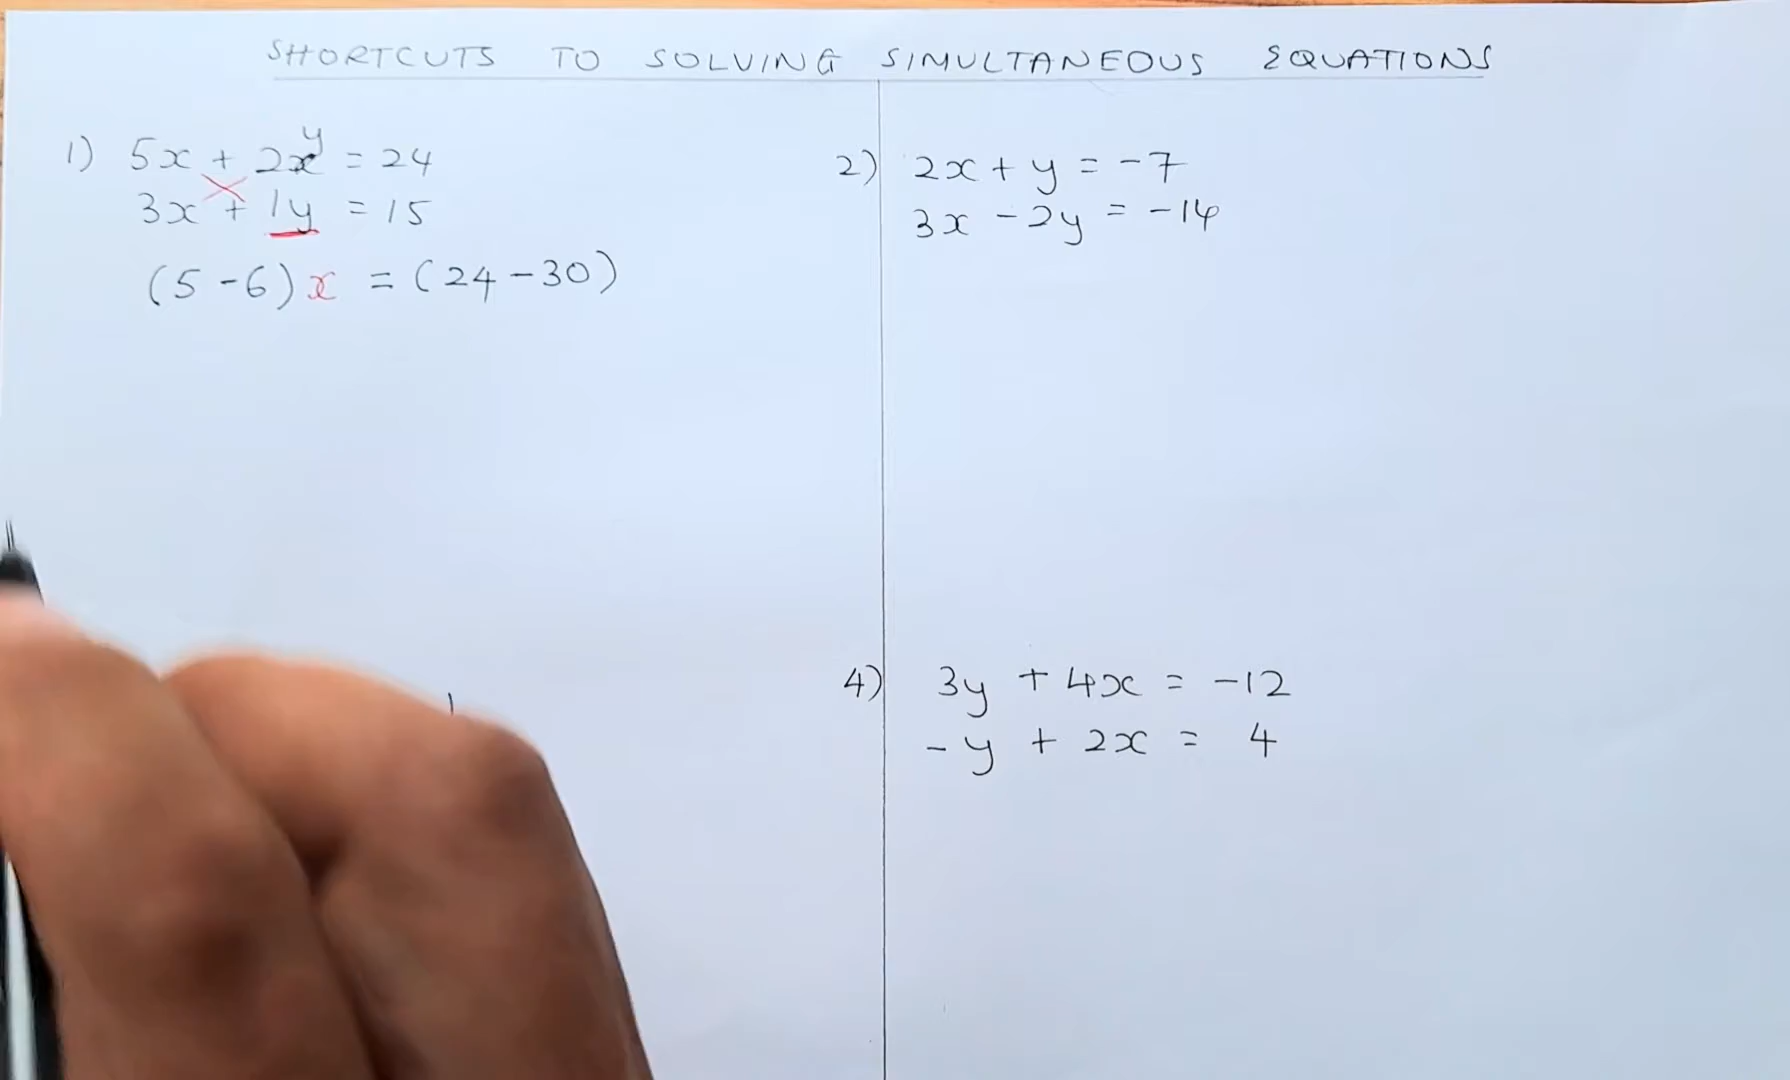 SHORTCUTS TO SOLVING SIMULTANEOUS EQUATIONS
1) 5x + 2y = 24
3x + 1y = 15
(5-6)x = (24-30)
2) 2x + y = -7
3x - 2y = -14
4) 3y + 4x = -12
-y + 2x = 4